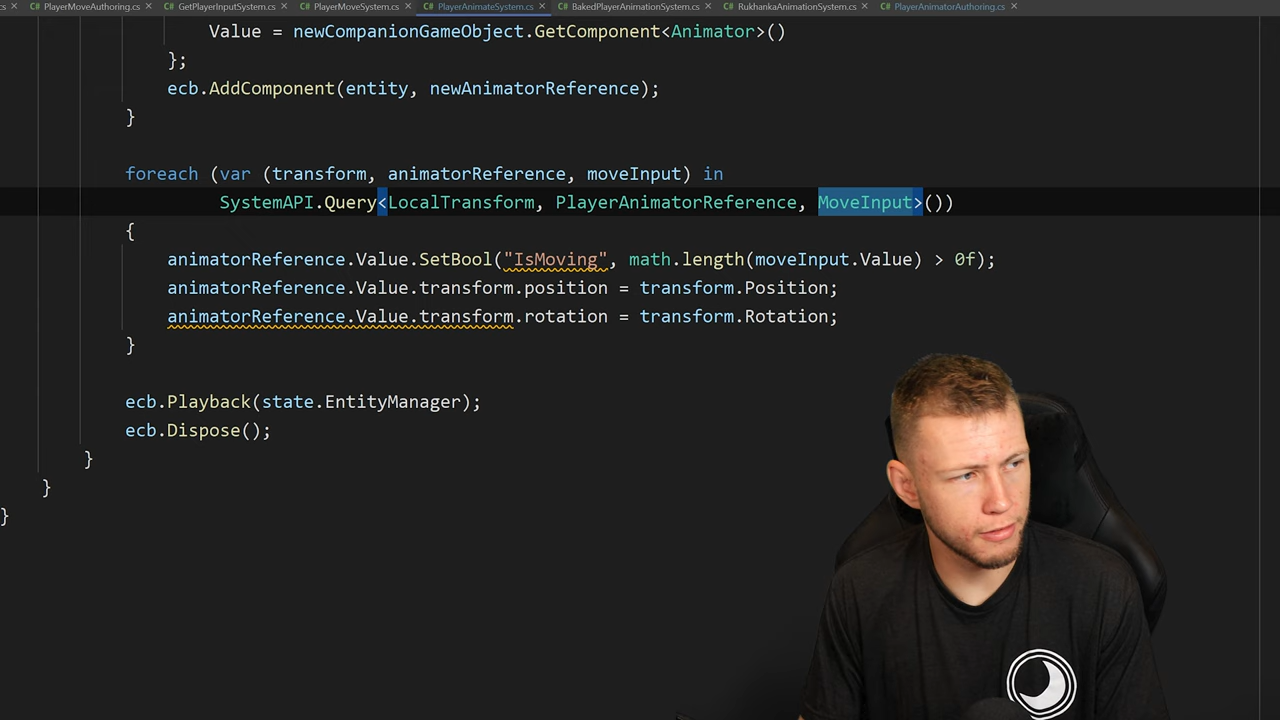 cs
C# PlayerMoveAuthoring.cs
C# GetPlayerInputSystem.cs
C# PlayerMoveSystem.cs
C# PlayerAnimateSystem.cs
C# BakedPlayerAnimationSystem.cs
C# RukhankaAnimationSystem.cs
C# PlayerAnimatorAuthoring.cs
Value = newCompanionGameObject.GetComponent<Animator>()
};
ecb.AddComponent(entity, newAnimatorReference);
}
foreach (var (transform, animatorReference, moveInput) in
SystemAPI.Query<LocalTransform, PlayerAnimatorReference, MoveInput>())
{
animatorReference.Value.SetBool("IsMoving", math.length(moveInput.Value) > 0f);
animatorReference.Value.transform.position = transform.Position;
animatorReference.Value.transform.rotation = transform.Rotation;
}
ecb.Playback(state.EntityManager);
ecb.Dispose();
}
}
}